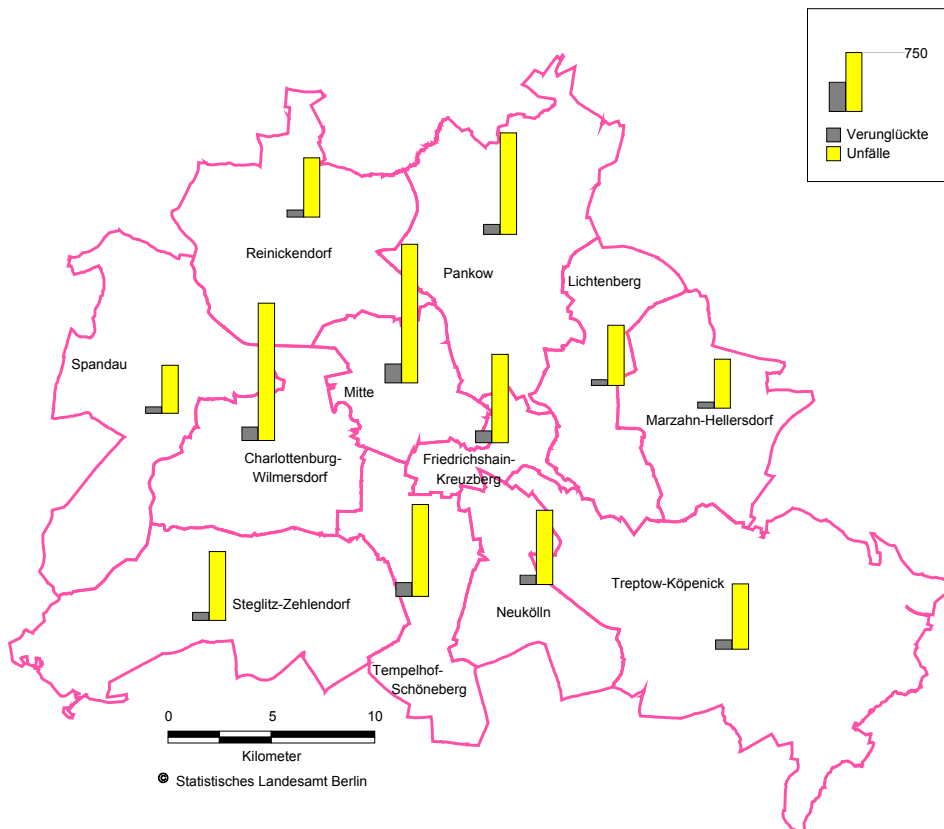 750
Verunglückte
Unfälle
Reinickendorf
Pankow
Lichtenberg
Spandau
Mitte
Marzahn-Hellersdorf
Charlottenburg-
Wilmersdorf
Friedrichshain-
Kreuzberg
Steglitz-Zehlendorf
Neukölln
Treptow-Köpenick
Tempelhof-
Schöneberg
0 5 10
Kilometer
© Statistisches Landesamt Berlin